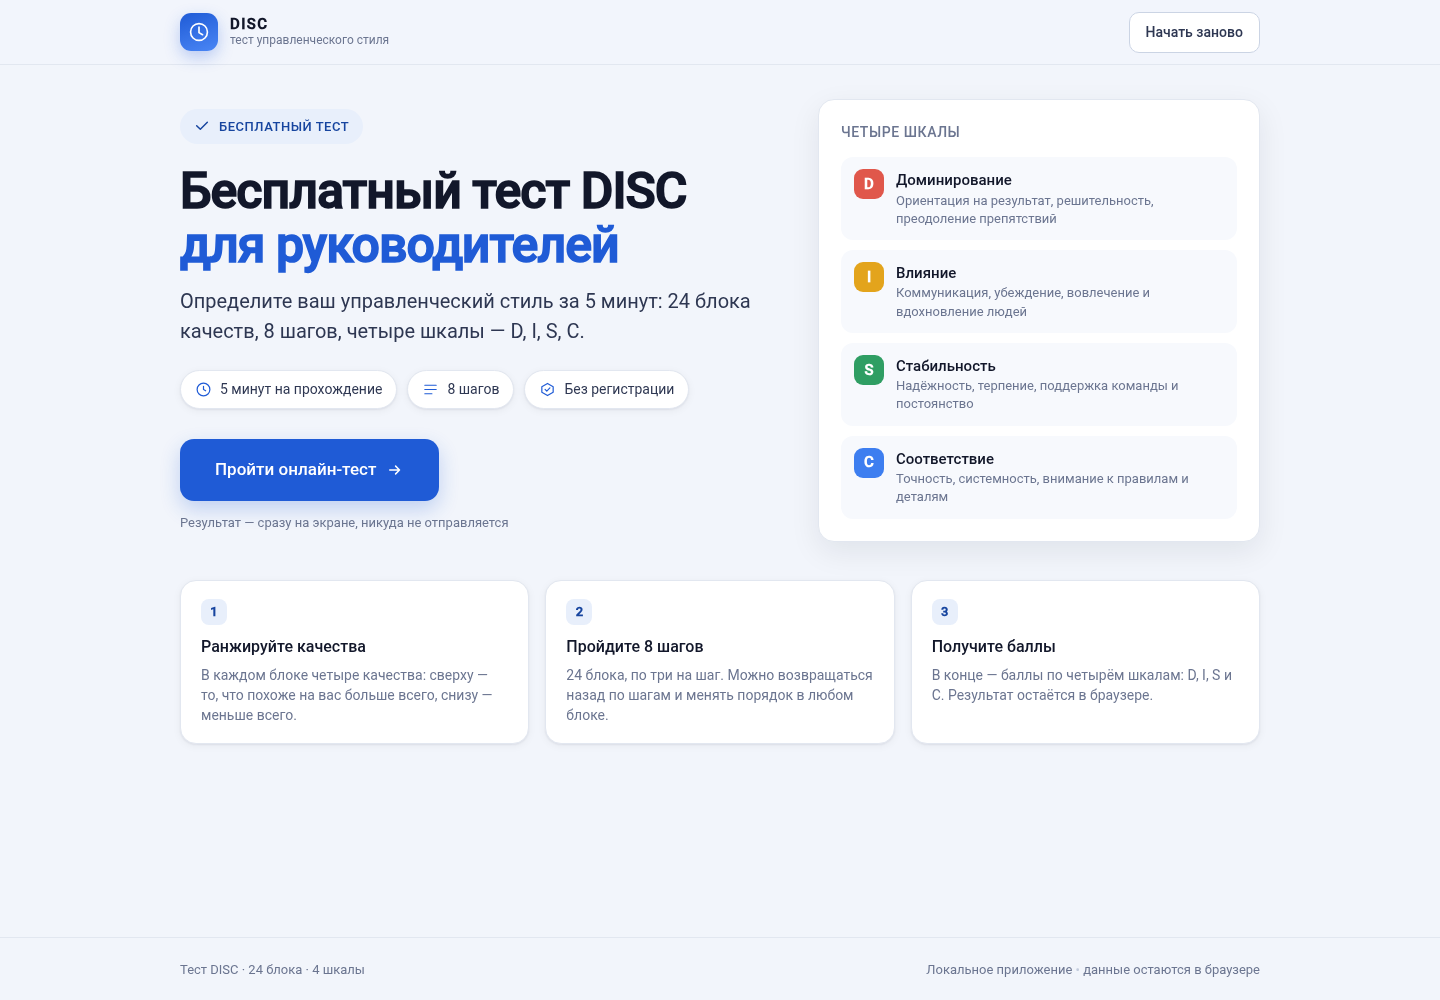 DISC
тест управленческого стиля
Начать заново
БЕСПЛАТНЫЙ ТЕСТ
Бесплатный тест DISC
для руководителей
Определите ваш управленческий стиль за 5 минут: 24 блока
качеств, 8 шагов, четыре шкалы — D, I, S, C.
5 минут на прохождение
8 шагов
Без регистрации
Пройти онлайн-тест →
Результат — сразу на экране, никуда не отправляется
ЧЕТЫРЕ ШКАЛЫ
D
Доминирование
Ориентация на результат, решительность,
преодоление препятствий
I
Влияние
Коммуникация, убеждение, вовлечение и
вдохновление людей
S
Стабильность
Надёжность, терпение, поддержка команды и
постоянство
C
Соответствие
Точность, системность, внимание к правилам и
деталям
1
Ранжируйте качества
В каждом блоке четыре качества: сверху —
то, что похоже на вас больше всего, снизу —
меньше всего.
2
Пройдите 8 шагов
24 блока, по три на шаг. Можно возвращаться
назад по шагам и менять порядок в любом
блоке.
3
Получите баллы
В конце — баллы по четырём шкалам: D, I, S и
C. Результат остаётся в браузере.
Тест DISC · 24 блока · 4 шкалы
Локальное приложение · данные остаются в браузере